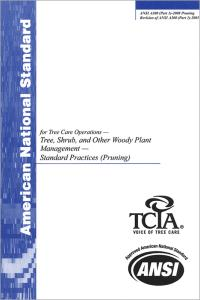 ANSI A300 (Part 1)-2008 Pruning
Revision of ANSI A300 (Part 1)-2001
American National Standard
for Tree Care Operations —
Tree, Shrub, and Other Woody Plant
Management —
Standard Practices (Pruning)
TCIA
VOICE OF TREE CARE
Approved American National Standard
ANSI